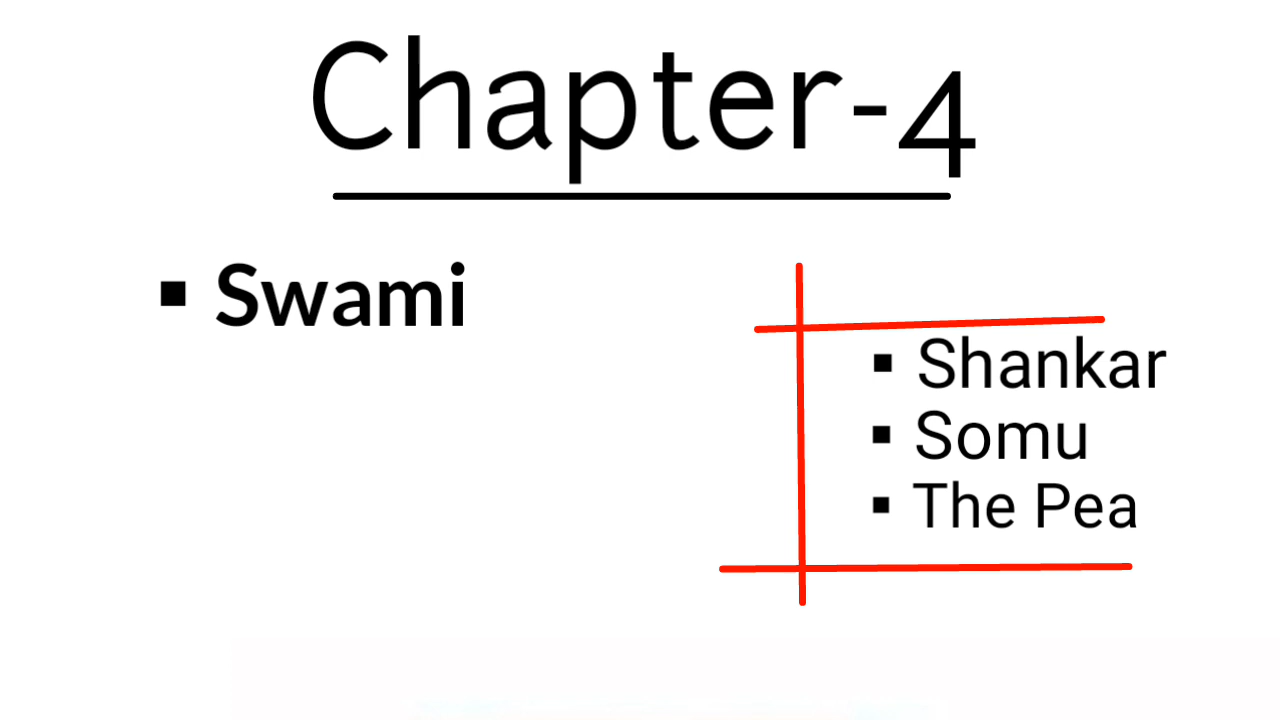 Chapter-4
▪ Swami
▪ Shankar
▪ Somu
▪ The Pea